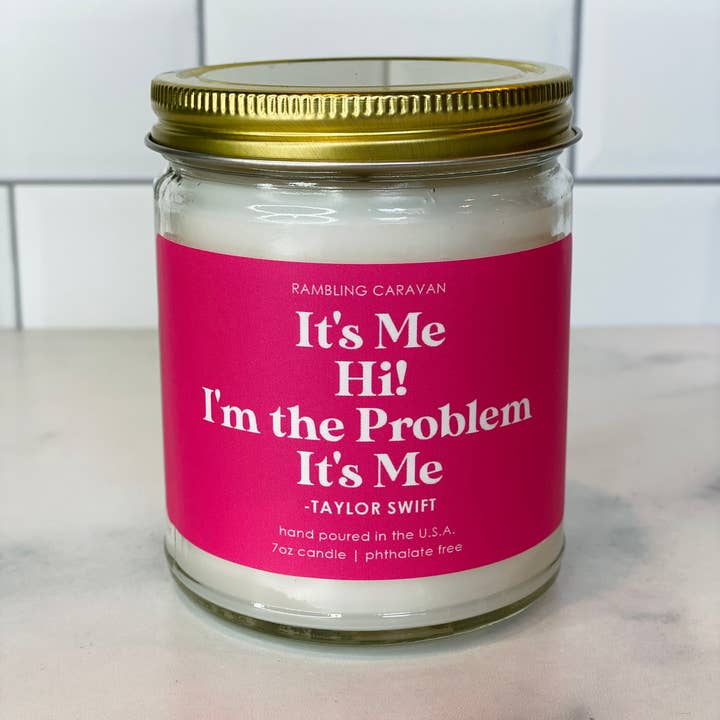 RAMBLING CARAVAN
It's Me
Hi!
I'm the Problem
It's Me
-TAYLOR SWIFT
hand poured in the U.S.A.
7oz candle | phthalate free